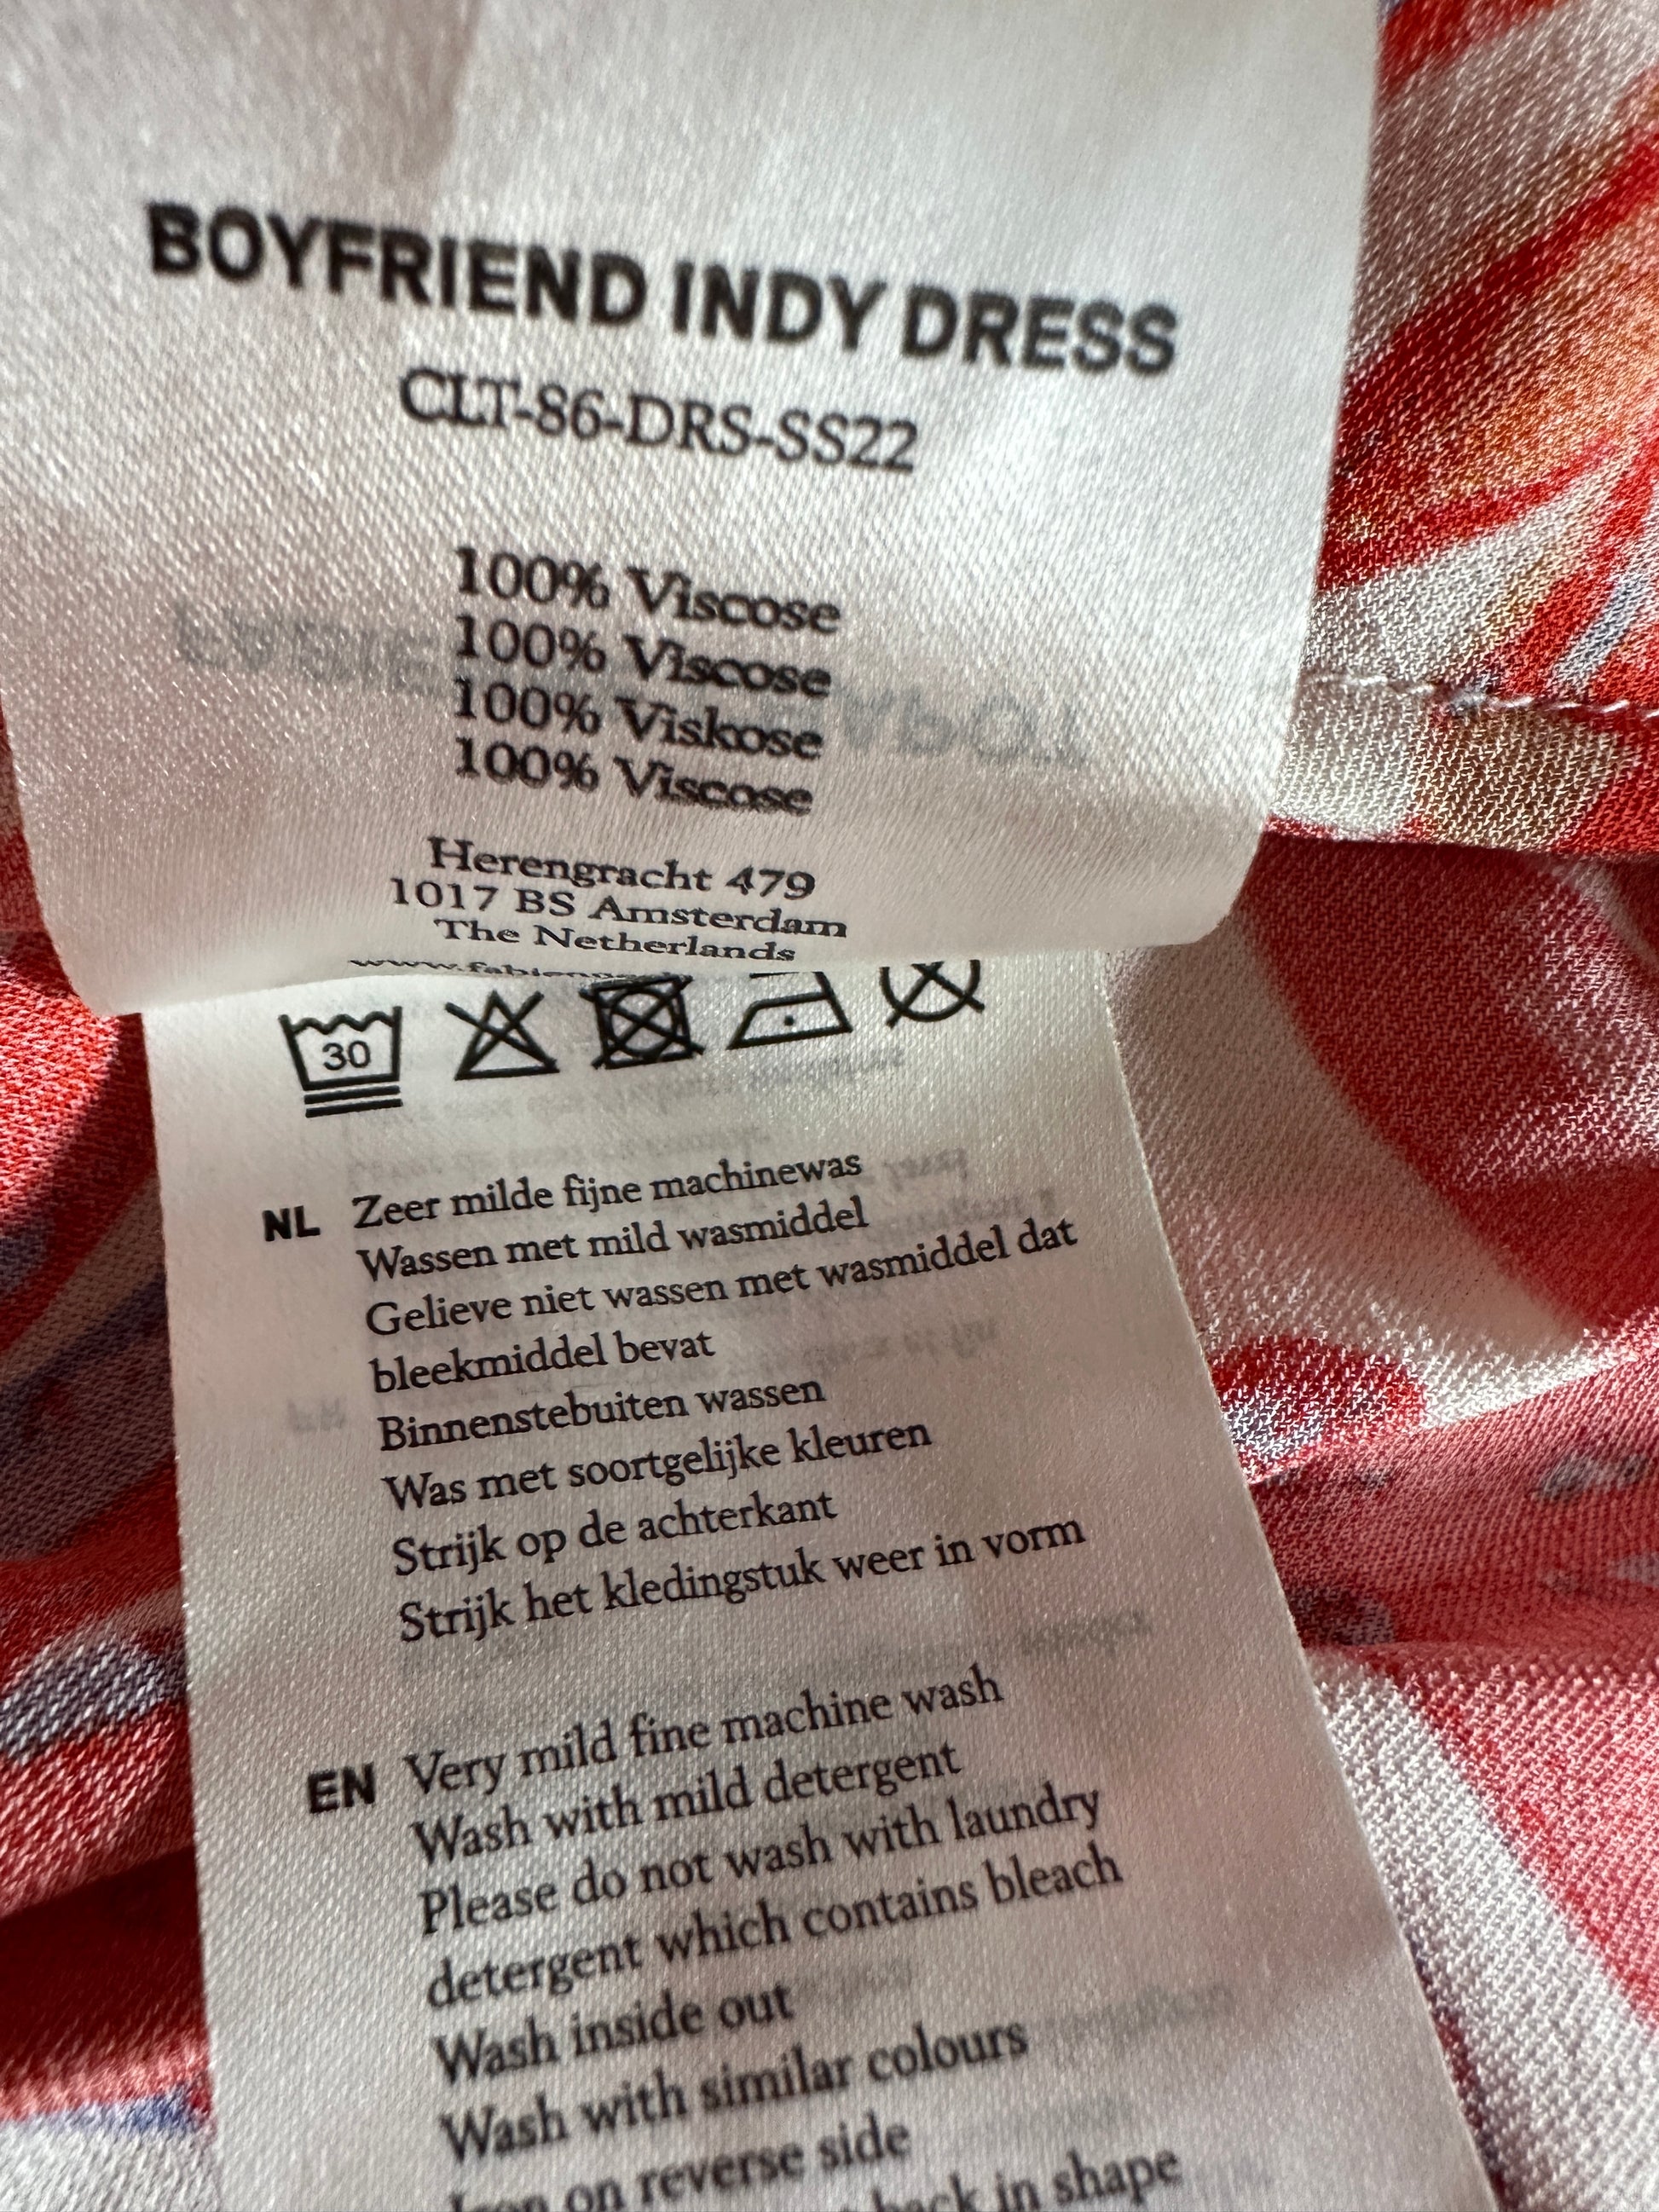 BOYFRIEND INDY DRESS
CLT-86-DRS-SS22
100% Viscose
100% Viscose
100% Viskose
100% Viscose
Herengracht 479
1017 BS Amsterdam
The Netherlands
30
NL Zeer milde fijne machinewas
Wassen met mild wasmiddel
Gelieve niet wassen met wasmiddel dat
bleekmiddel bevat
Binnenstebuiten wassen
Was met soortgelijke kleuren
Strijk op de achterkant
Strijk het kledingstuk weer in vorm
EN Very mild fine machine wash
Wash with mild detergent
Please do not wash with laundry
detergent which contains bleach
Wash inside out
Wash with similar colours
Iron on reverse side
back in shape